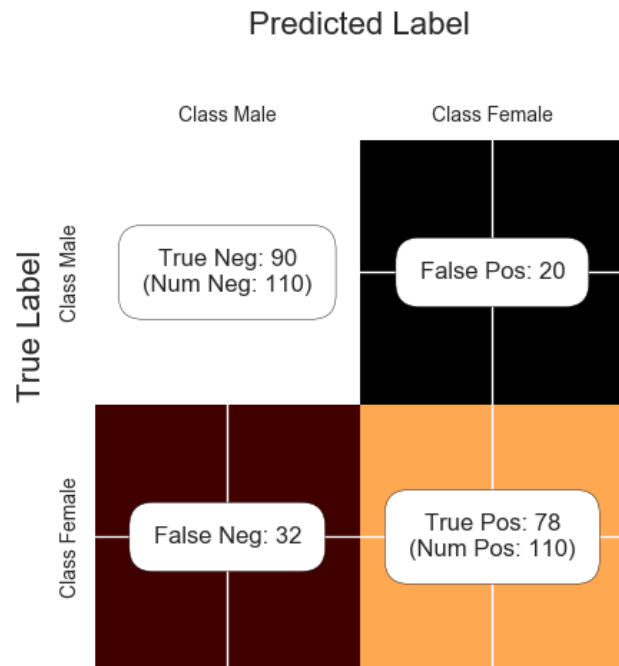 Predicted Label
Class Male
Class Female
True Label
Class Male
True Neg: 90
(Num Neg: 110)
False Pos: 20
Class Female
False Neg: 32
True Pos: 78
(Num Pos: 110)